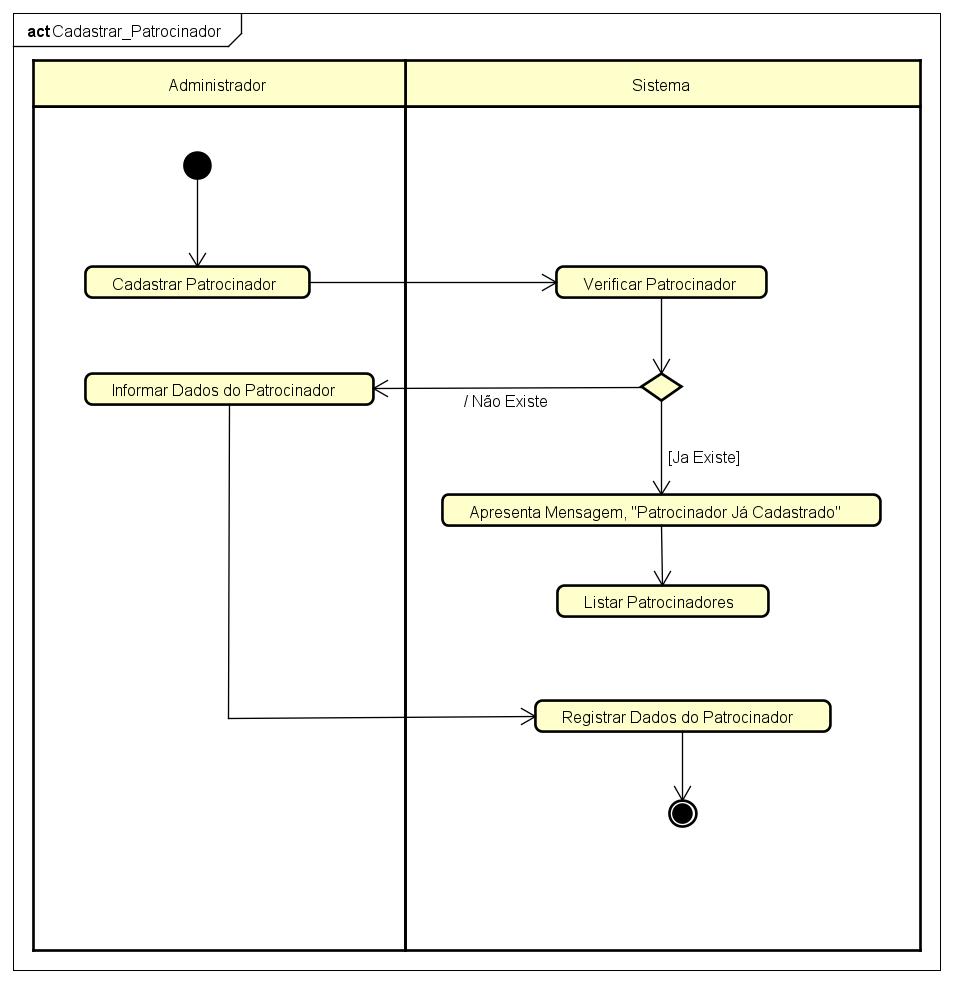 act Cadastrar_Patrocinador
Administrador
Sistema
Cadastrar Patrocinador
Verificar Patrocinador
Informar Dados do Patrocinador
/ Não Existe
[Ja Existe]
Apresenta Mensagem, "Patrocinador Já Cadastrado"
Listar Patrocinadores
Registrar Dados do Patrocinador